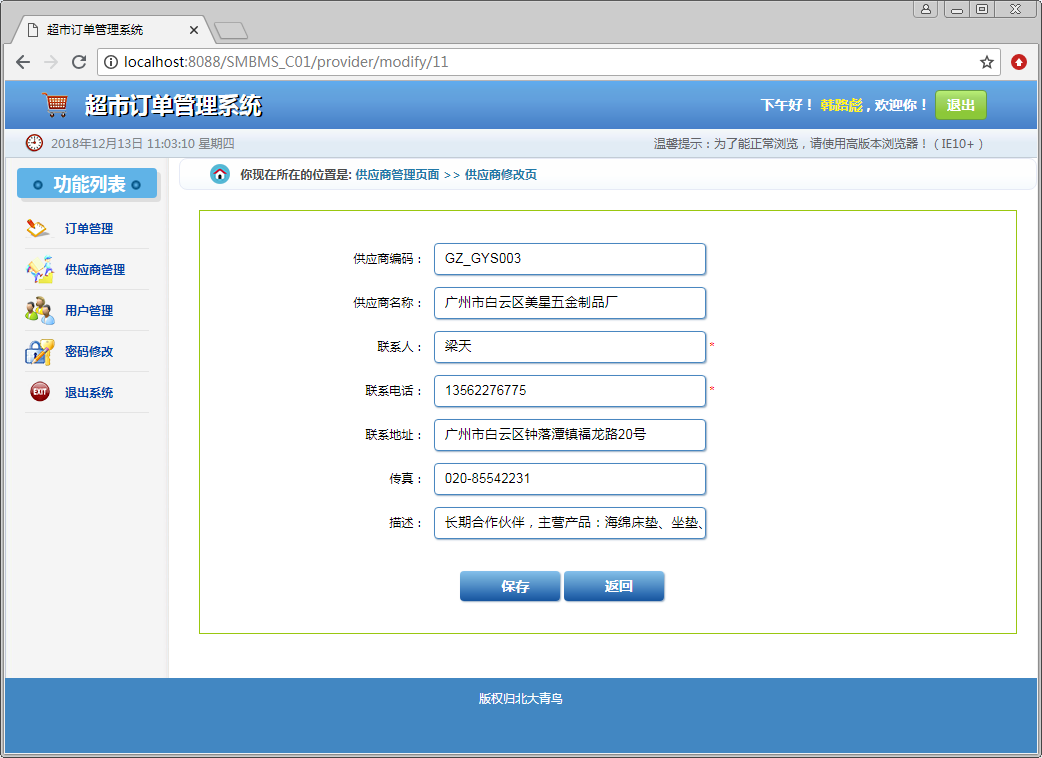 超市订单管理系统
localhost:8088/SMBMS_C01/provider/modify/11
超市订单管理系统
下午好！ 韩路彪 , 欢迎你！ 退出
2018年12月13日 11:03:10 星期四
温馨提示：为了能正常浏览，请使用高版本浏览器！（IE10+）
功能列表
你现在所在的位置是: 供应商管理页面 >> 供应商修改页
订单管理
供应商管理
用户管理
密码修改
EXIT 退出系统
供应商编码： GZ_GYS003
供应商名称： 广州市白云区美星五金制品厂
联系人： 梁天 *
联系电话： 13562276775 *
联系地址： 广州市白云区钟落潭镇福龙路20号
传真： 020-85542231
描述： 长期合作伙伴，主营产品：海绵床垫、坐垫、
保存 返回
版权归北大青鸟